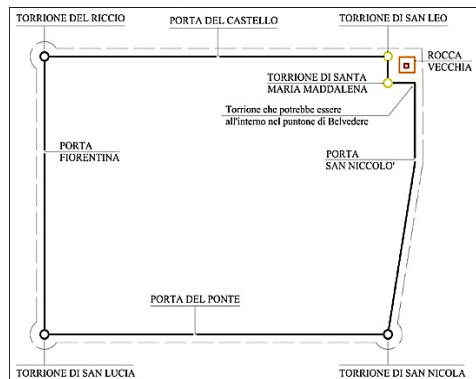 TORRIONE DEL RICCIO
PORTA DEL CASTELLO
TORRIONE DI SAN LEO
ROCCA
VECCHIA
TORRIONE DI SANTA
MARIA MADDALENA
Torrione che potrebbe essere
all'interno nel puntone di Belvedere
PORTA
FIORENTINA
PORTA
SAN NICCOLO'
PORTA DEL PONTE
TORRIONE DI SAN LUCIA
TORRIONE DI SAN NICOLA